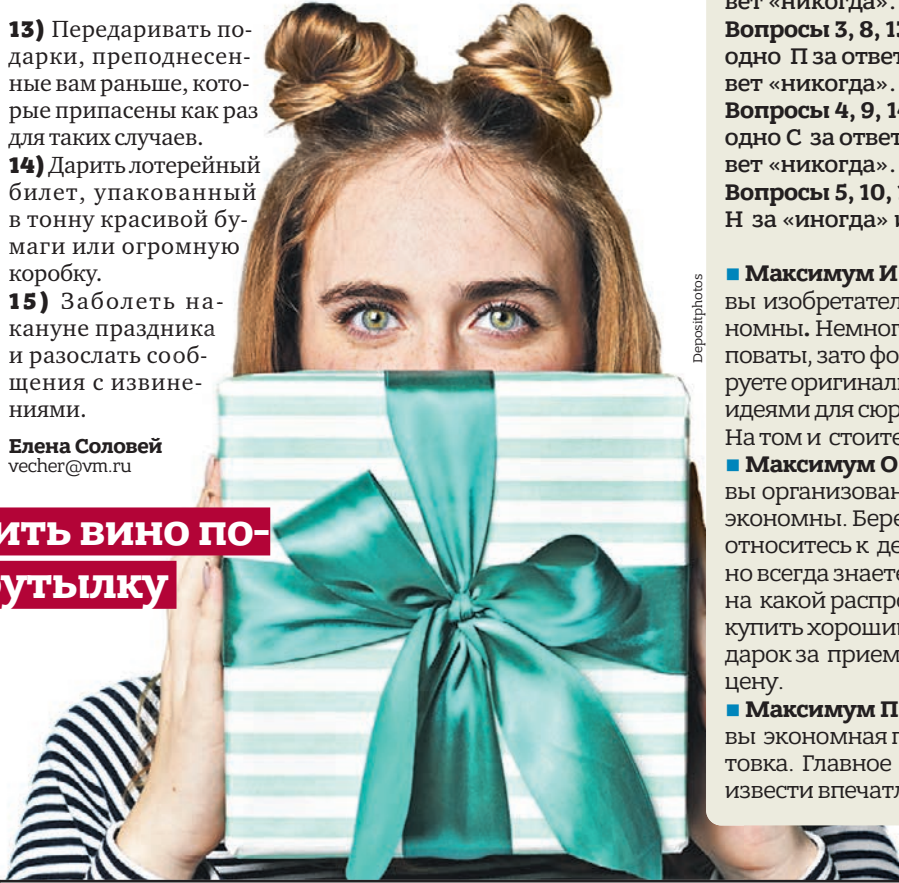 13) Передаривать по-
дарки, преподнесен-
ные вам раньше, кото-
рые припасены как раз
для таких случаев.
14) Дарить лотерейный
билет, упакованный
в тонну красивой бу-
маги или огромную
коробку.
15) Заболеть на-
кануне праздника
и разослать сооб-
щения с извине-
ниями.
Елена Соловей
vecher@vm.ru
ить вино по-
утылку
Depositphotos
вет «никогда».
Вопросы 3, 8, 13
одно П за ответ
вет «никогда».
Вопросы 4, 9, 14
одно С за ответ
вет «никогда».
Вопросы 5, 10, 1
Н за «иногда» и
■ Максимум И
вы изобретател
номны. Немног
поваты, зато фо
руете оригинал
идеями для сюр
На том и стоите
■ Максимум О
вы организован
экономны. Бере
относитесь к де
но всегда знаете
на какой распро
купить хороши
дарок за прием
цену.
■ Максимум П
вы экономная п
товка. Главное
извести впечатл